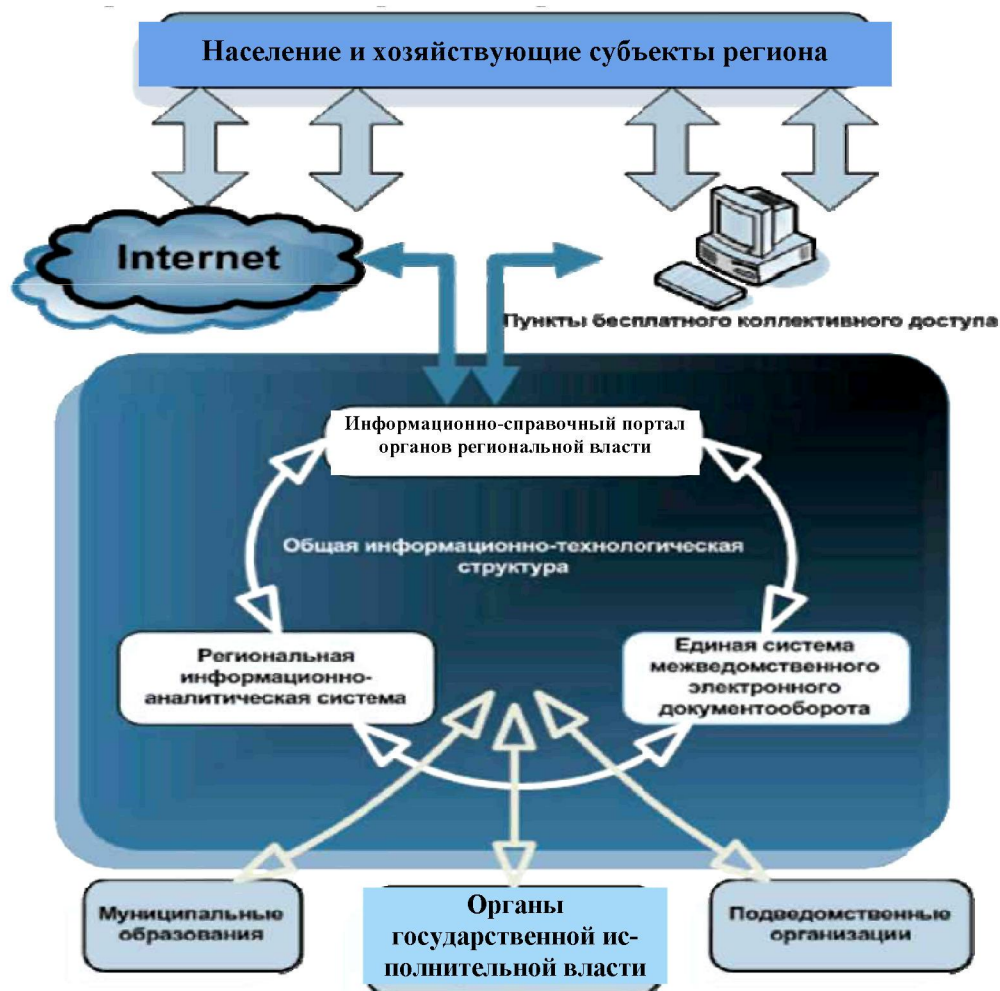 Население и хозяйствующие субъекты региона
Internet
Пункты бесплатного коллективного доступа
Информационно-справочный портал
органов региональной власти
Общая информационно-технологическая
структура
Региональная
информационно-
аналитическая система
Единая система
межведомственного
электронного
документооборота
Муниципальные
образования
Органы
государственной ис-
полнительной власти
Подведомственные
организации